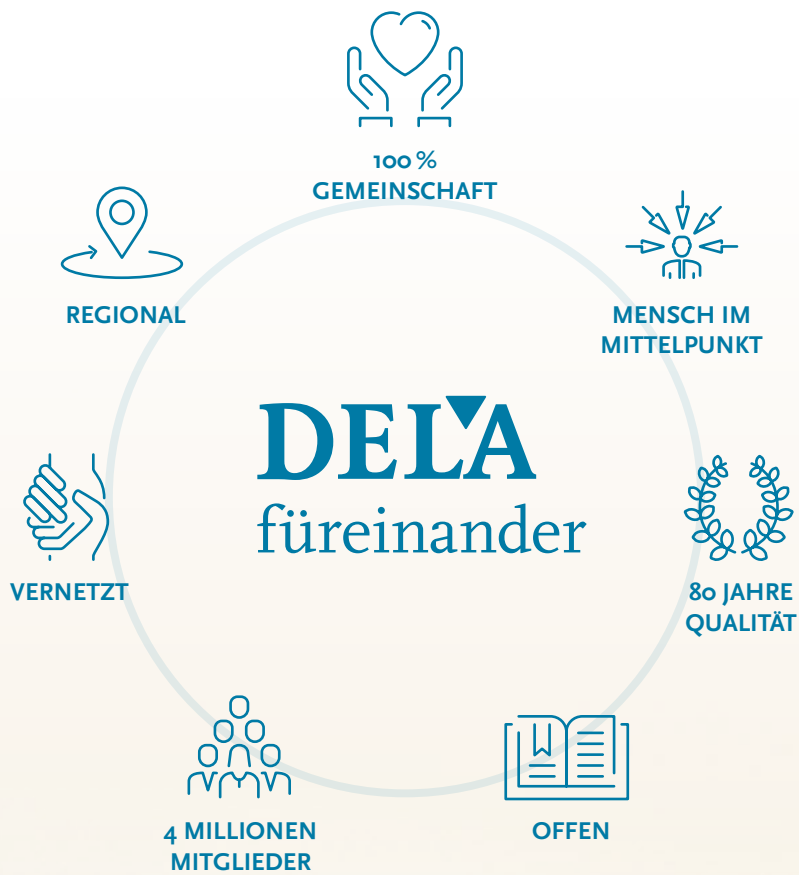 100 %
GEMEINSCHAFT
REGIONAL
MENSCH IM
MITTELPUNKT
DELA
füreinander
VERNETZT
80 JAHRE
QUALITÄT
4 MILLIONEN
MITGLIEDER
OFFEN